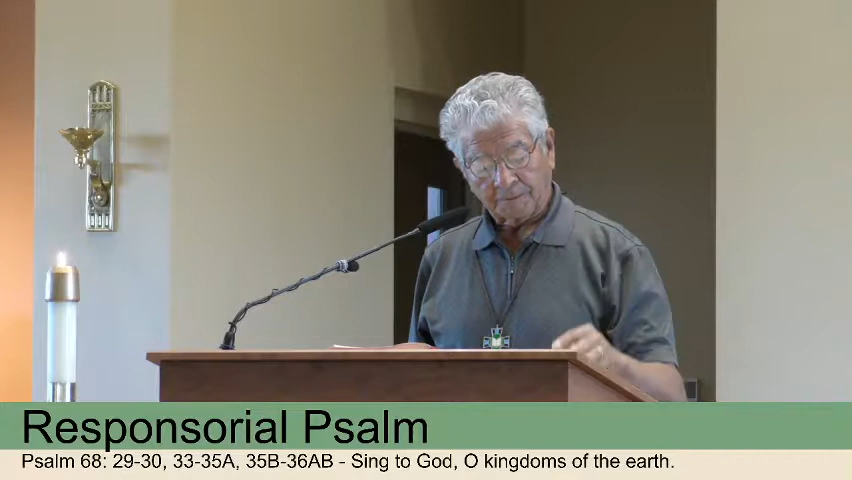 Responsorial Psalm
Psalm 68: 29-30, 33-35A, 35B-36AB - Sing to God, O kingdoms of the earth.